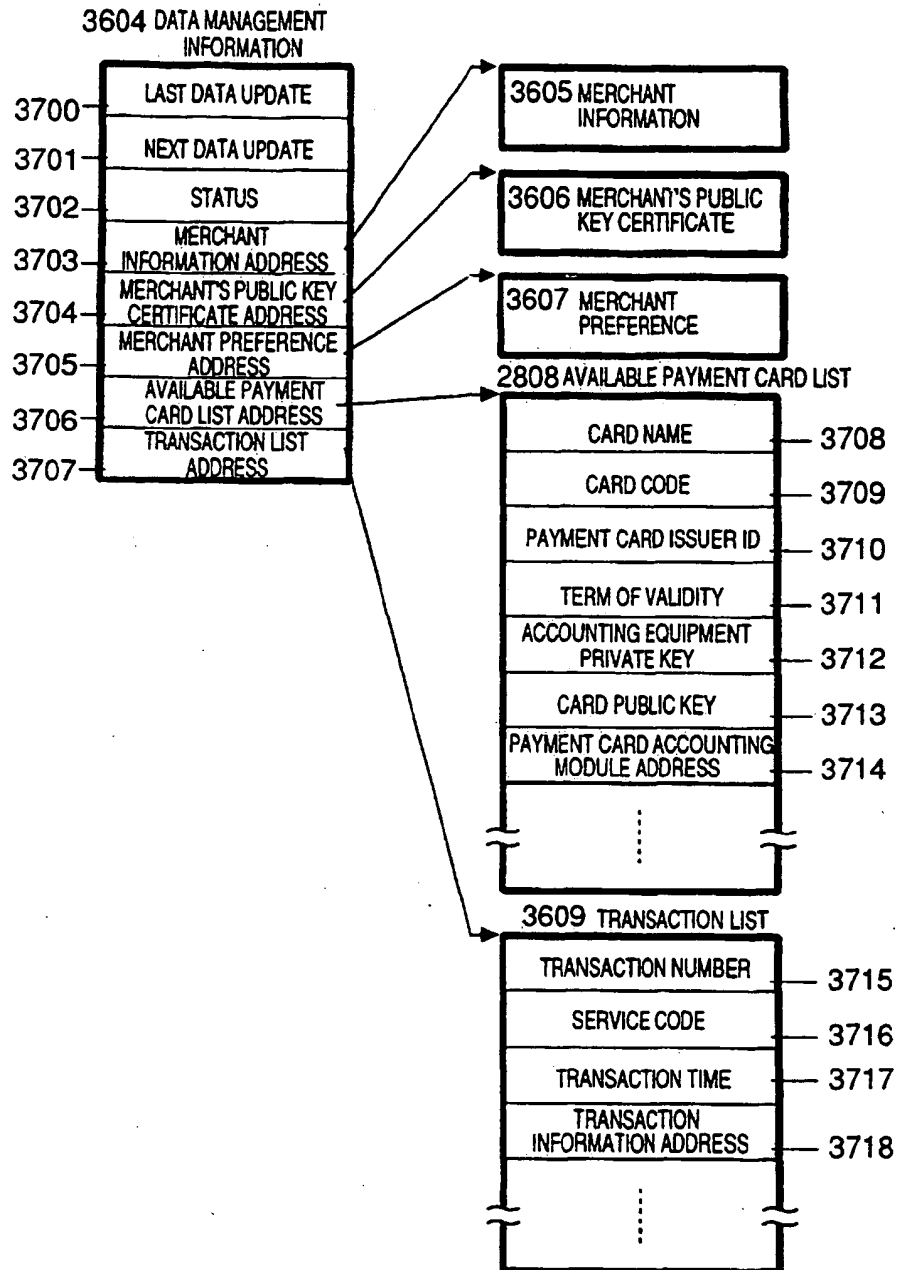 3604 DATA MANAGEMENT
INFORMATION
3700 LAST DATA UPDATE
3701 NEXT DATA UPDATE
3702 STATUS
3703 MERCHANT
INFORMATION ADDRESS
3704 MERCHANT'S PUBLIC KEY
CERTIFICATE ADDRESS
3705 MERCHANT PREFERENCE
ADDRESS
3706 AVAILABLE PAYMENT
CARD LIST ADDRESS
3707 TRANSACTION LIST
ADDRESS
3605 MERCHANT
INFORMATION
3606 MERCHANT'S PUBLIC
KEY CERTIFICATE
3607 MERCHANT
PREFERENCE
2808 AVAILABLE PAYMENT CARD LIST
CARD NAME 3708
CARD CODE 3709
PAYMENT CARD ISSUER ID 3710
TERM OF VALIDITY 3711
ACCOUNTING EQUIPMENT
PRIVATE KEY 3712
CARD PUBLIC KEY 3713
PAYMENT CARD ACCOUNTING
MODULE ADDRESS 3714
3609 TRANSACTION LIST
TRANSACTION NUMBER 3715
SERVICE CODE 3716
TRANSACTION TIME 3717
TRANSACTION
INFORMATION ADDRESS 3718